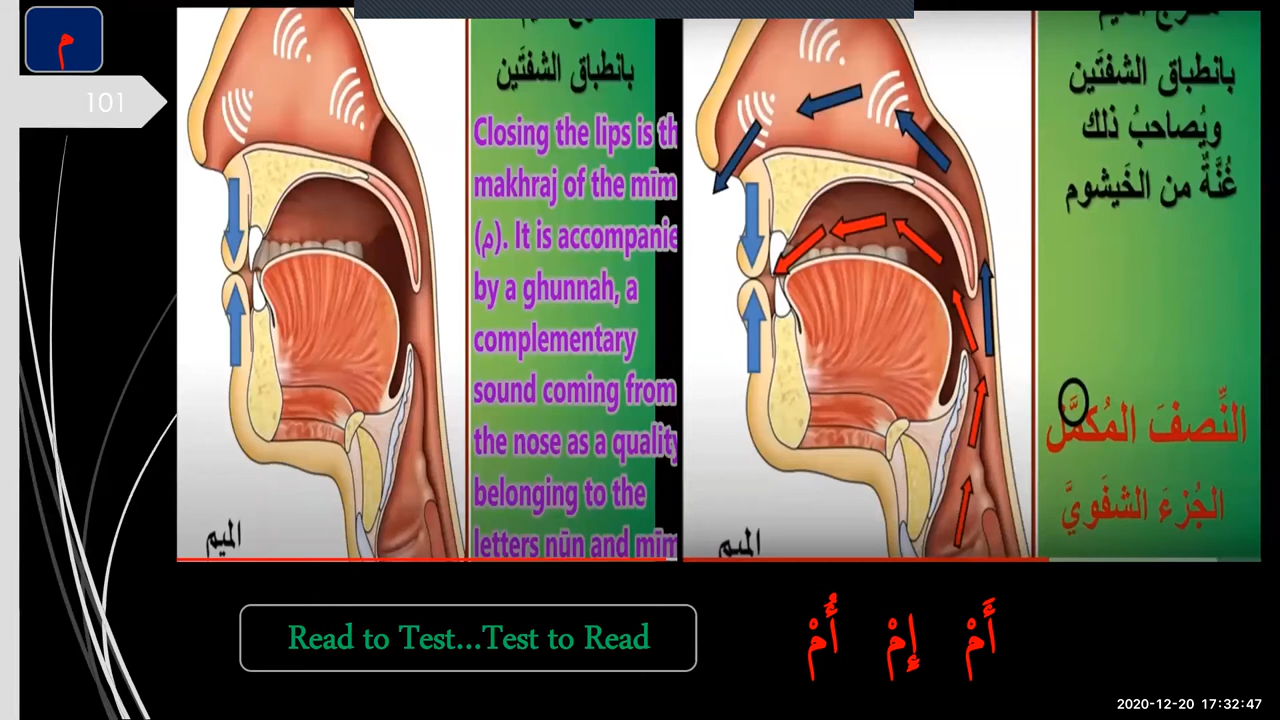 م
101
بانطباق الشفتَين
Closing the lips is th
makhraj of the mīm
(م). It is accompanie
by a ghunnah, a
complementary
sound coming from
the nose as a quality
belonging to the
letters nūn and mīm
الميم
بانطباق الشفتَين
ويُصاحبُ ذلك
غُنَّةٌ من الخَيشوم
النِّصفَ المُكمَّل
الجُزءَ الشفَويَّ
الميم
Read to Test...Test to Read
أَمْ إِمْ أُمْ
2020-12-20 17:32:47